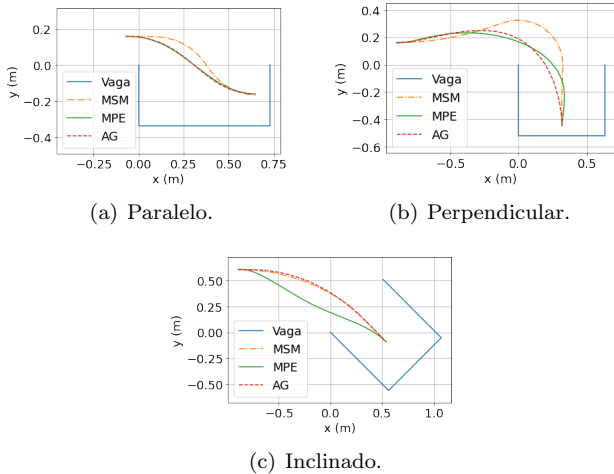 0.2
0.0
−0.2
−0.4
y (m)
Vaga
MSM
MPE
AG
−0.25
0.00
0.25
0.50
0.75
x (m)
(a) Paralelo.
0.4
0.2
0.0
−0.2
−0.4
−0.6
y (m)
Vaga
MSM
MPE
AG
−0.5
0.0
0.5
x (m)
(b) Perpendicular.
0.50
0.25
0.00
−0.25
−0.50
y (m)
Vaga
MSM
MPE
AG
−0.5
0.0
0.5
1.0
x (m)
(c) Inclinado.